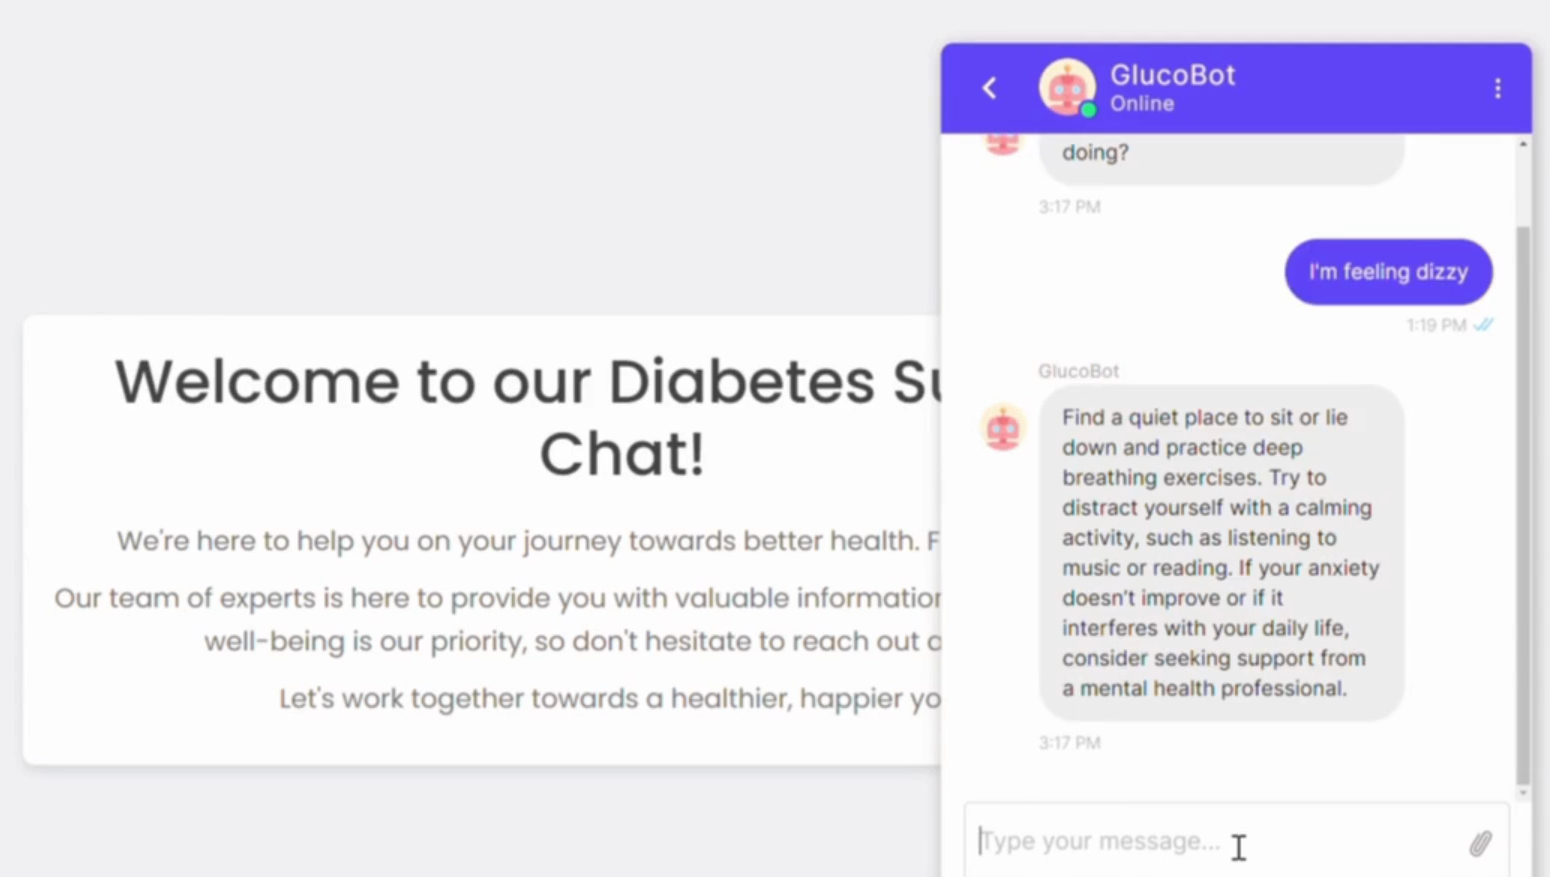 GlucoBot
Online
doing?
3:17 PM
I'm feeling dizzy
1:19 PM
GlucoBot
Find a quiet place to sit or lie
down and practice deep
breathing exercises. Try to
distract yourself with a calming
activity, such as listening to
music or reading. If your anxiety
doesn't improve or if it
interferes with your daily life,
consider seeking support from
a mental health professional.
3:17 PM
Type your message...
Welcome to our Diabetes
Chat!
We're here to help you on your journey towards better health.
Our team of experts is here to provide you with valuable
well-being is our priority, so don't hesitate to reach out
Let's work together towards a healthier, happier